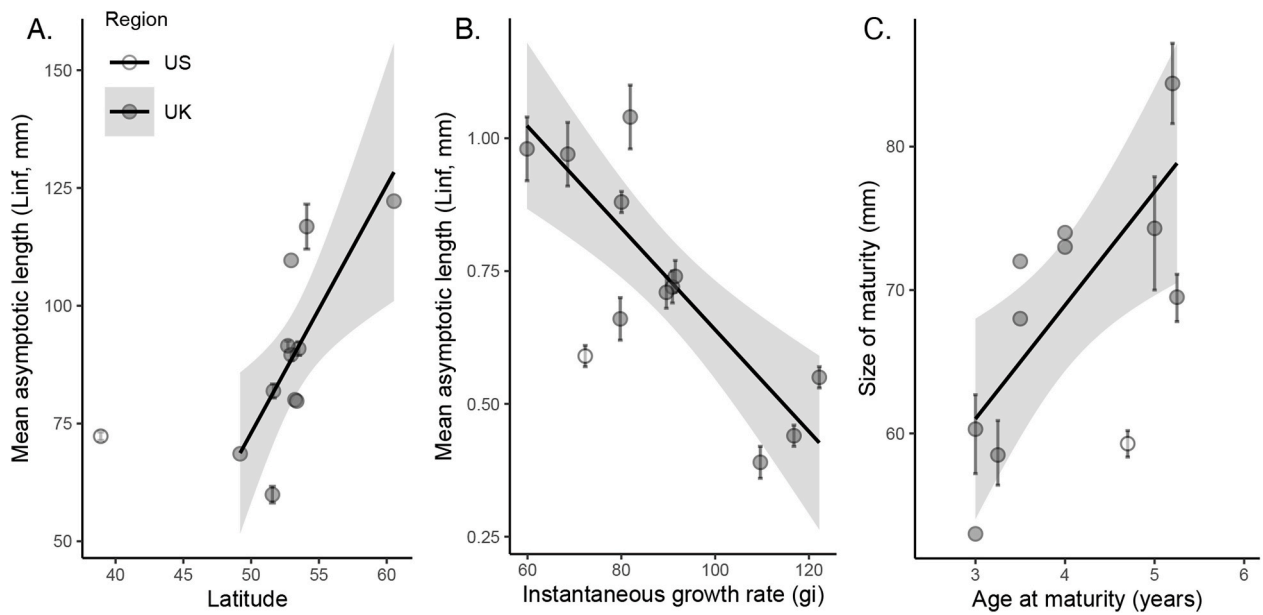 A.
Region
US
UK
Mean asymptotic length (Linf, mm)
150
125
100
75
50
40 45 50 55 60
Latitude
B.
Mean asymptotic length (Linf, mm)
1.00
0.75
0.50
0.25
60 80 100 120
Instantaneous growth rate (gi)
C.
Size of maturity (mm)
80
70
60
3 4 5 6
Age at maturity (years)